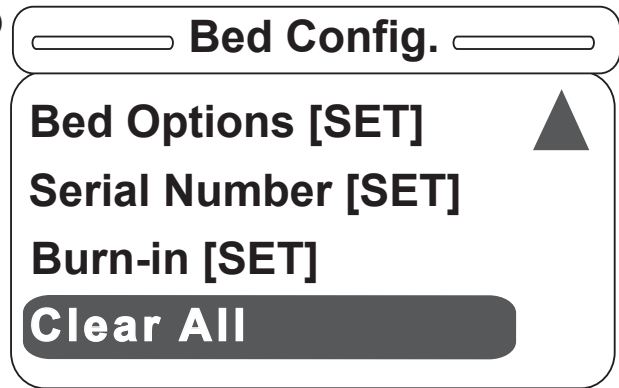 Bed Config.
Bed Options [SET]
Serial Number [SET]
Burn-in [SET]
Clear All